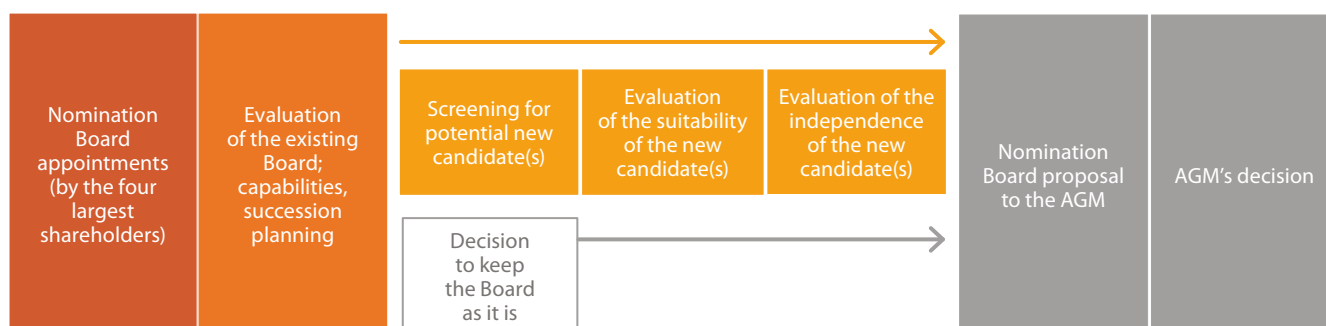 Nomination
Board
appointments
(by the four
largest
shareholders)
Evaluation
of the existing
Board;
capabilities,
succession
planning
Screening for
potential new
candidate(s)
Evaluation
of the suitability
of the new
candidate(s)
Evaluation of the
independence
of the new
candidate(s)
Decision
to keep
the Board
as it is
Nomination
Board proposal
to the AGM
AGM’s decision